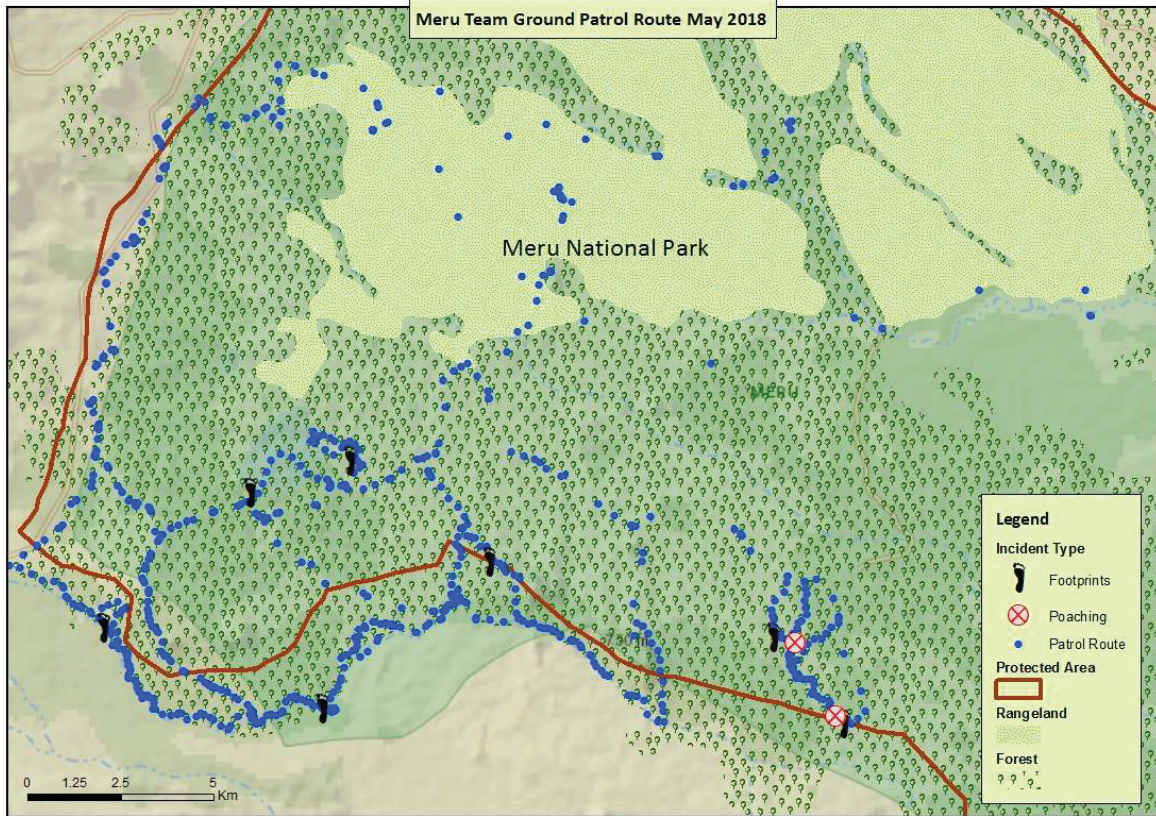 Meru Team Ground Patrol Route May 2018
Meru National Park
MERU
Legend
Incident Type
Footprints
Poaching
Patrol Route
Protected Area
Rangeland
Forest
0 1.25 2.5 5
Km